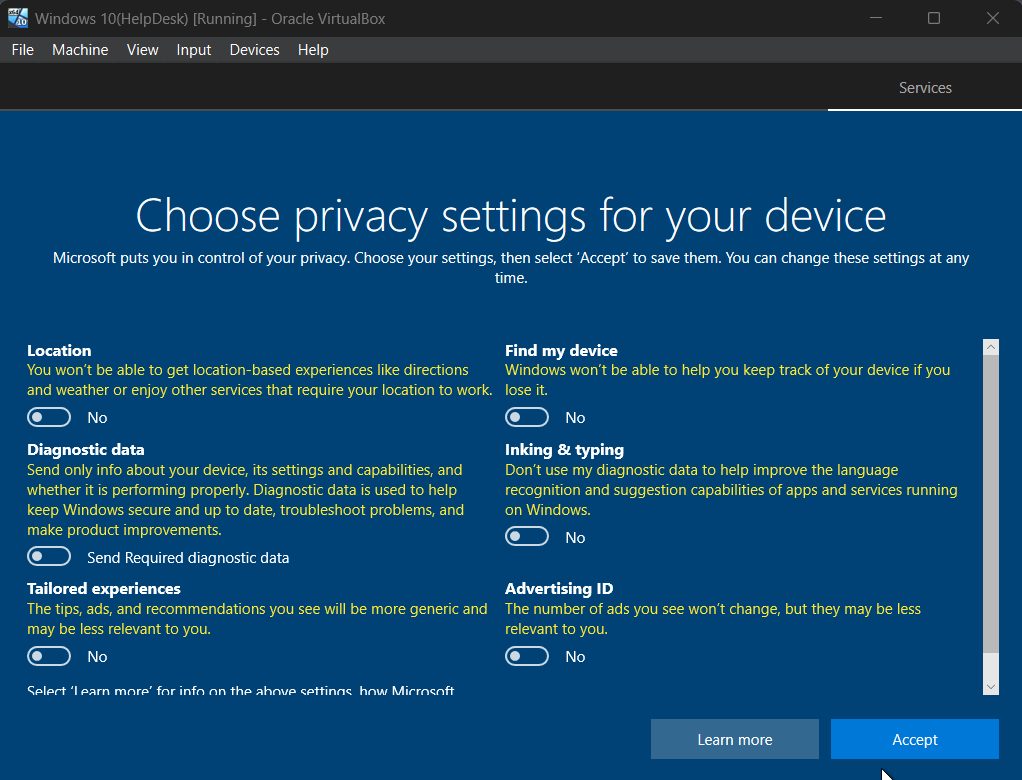 Windows 10(HelpDesk) [Running] - Oracle VirtualBox
File Machine View Input Devices Help
Services
Choose privacy settings for your device
Microsoft puts you in control of your privacy. Choose your settings, then select ‘Accept’ to save them. You can change these settings at any
time.
Location
You won’t be able to get location-based experiences like directions
and weather or enjoy other services that require your location to work.
No
Find my device
Windows won’t be able to help you keep track of your device if you
lose it.
No
Diagnostic data
Send only info about your device, its settings and capabilities, and
whether it is performing properly. Diagnostic data is used to help
keep Windows secure and up to date, troubleshoot problems, and
make product improvements.
Send Required diagnostic data
Inking & typing
Don’t use my diagnostic data to help improve the language
recognition and suggestion capabilities of apps and services running
on Windows.
No
Tailored experiences
The tips, ads, and recommendations you see will be more generic and
may be less relevant to you.
No
Advertising ID
The number of ads you see won’t change, but they may be less
relevant to you.
No
Select ‘Learn more’ for info on the above settings, how Microsoft
Learn more
Accept